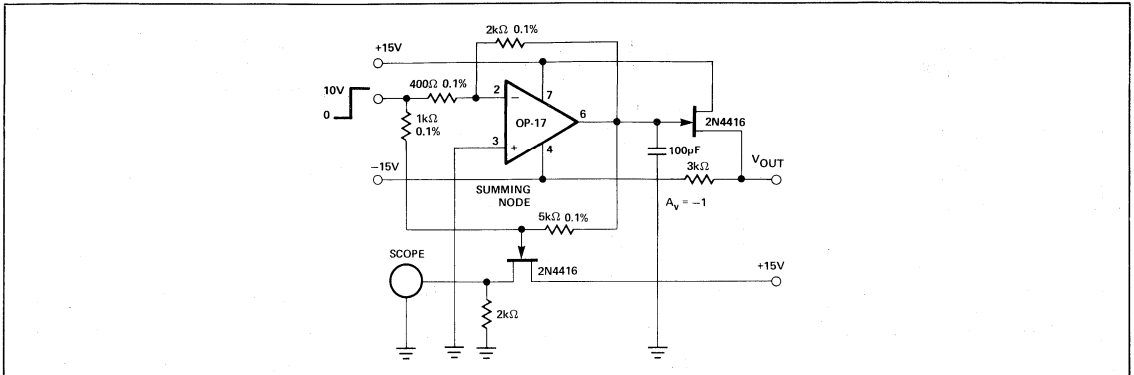 2kΩ 0.1%
+15V
400Ω 0.1%
10V
0
1kΩ
0.1%
2
7
OP-17
6
3
4
2N4416
100µF
VOUT
3kΩ
−15V
SUMMING
NODE
Av = −1
5kΩ 0.1%
SCOPE
2N4416
+15V
2kΩ